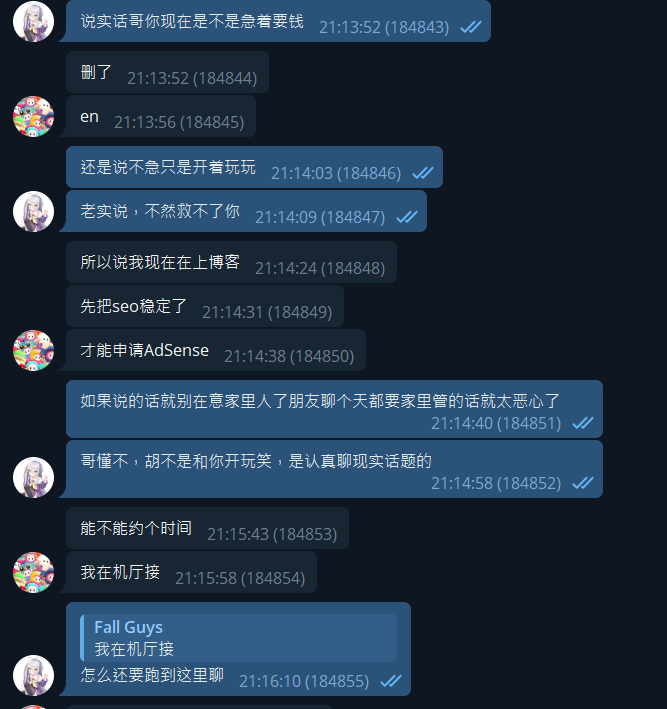 说实话哥你现在是不是急着要钱 21:13:52 (184843)
删了 21:13:52 (184844)
en 21:13:56 (184845)
还是说不急只是开着玩玩 21:14:03 (184846)
老实说，不然救不了你 21:14:09 (184847)
所以说我现在在上博客 21:14:24 (184848)
先把seo稳定了 21:14:31 (184849)
才能申请AdSense 21:14:38 (184850)
如果说的话就别在意家里人了朋友聊个天都要家里管的话就太恶心了
21:14:40 (184851)
哥懂不，胡不是和你开玩笑，是认真聊现实话题的
21:14:58 (184852)
能不能约个时间 21:15:43 (184853)
我在机厅接 21:15:58 (184854)
Fall Guys
我在机厅接
怎么还要跑到这里聊 21:16:10 (184855)